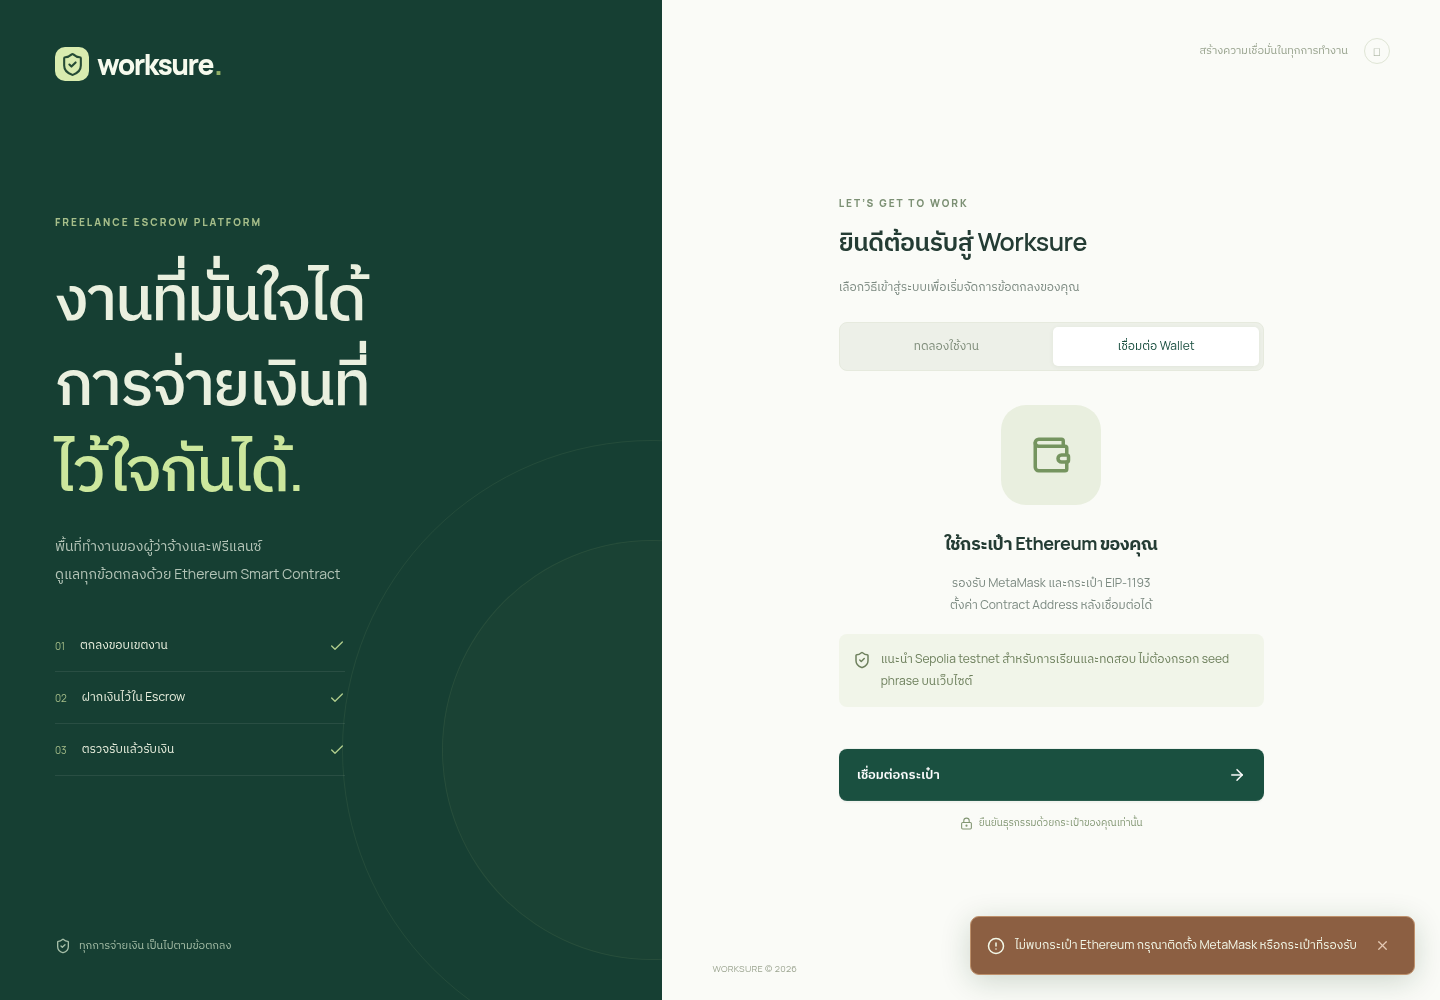 worksure.
FREELANCE ESCROW PLATFORM
งานที่มั่นใจได้
การจ่ายเงินที่
ไว้ใจกันได้.
พื้นที่ทำงานของผู้ว่าจ้างและฟรีแลนซ์
ดูแลทุกข้อตกลงด้วย Ethereum Smart Contract
01 ตกลงขอบเขตงาน
02 ฝากเงินไว้ใน Escrow
03 ตรวจรับแล้วรับเงิน
ทุกการจ่ายเงิน เป็นไปตามข้อตกลง
สร้างความเชื่อมั่นในทุกการทำงาน
LET'S GET TO WORK
ยินดีต้อนรับสู่ Worksure
เลือกวิธีเข้าสู่ระบบเพื่อเริ่มจัดการข้อตกลงของคุณ
ทดลองใช้งาน
เชื่อมต่อ Wallet
ใช้กระเป๋า Ethereum ของคุณ
รองรับ MetaMask และกระเป๋า EIP-1193
ตั้งค่า Contract Address หลังเชื่อมต่อได้
แนะนำ Sepolia testnet สำหรับการเรียนและทดสอบ ไม่ต้องกรอก seed
phrase บนเว็บไซต์
เชื่อมต่อกระเป๋า
ยืนยันธุรกรรมด้วยกระเป๋าของคุณเท่านั้น
ไม่พบกระเป๋า Ethereum กรุณาติดตั้ง MetaMask หรือกระเป๋าที่รองรับ
WORKSURE © 2026